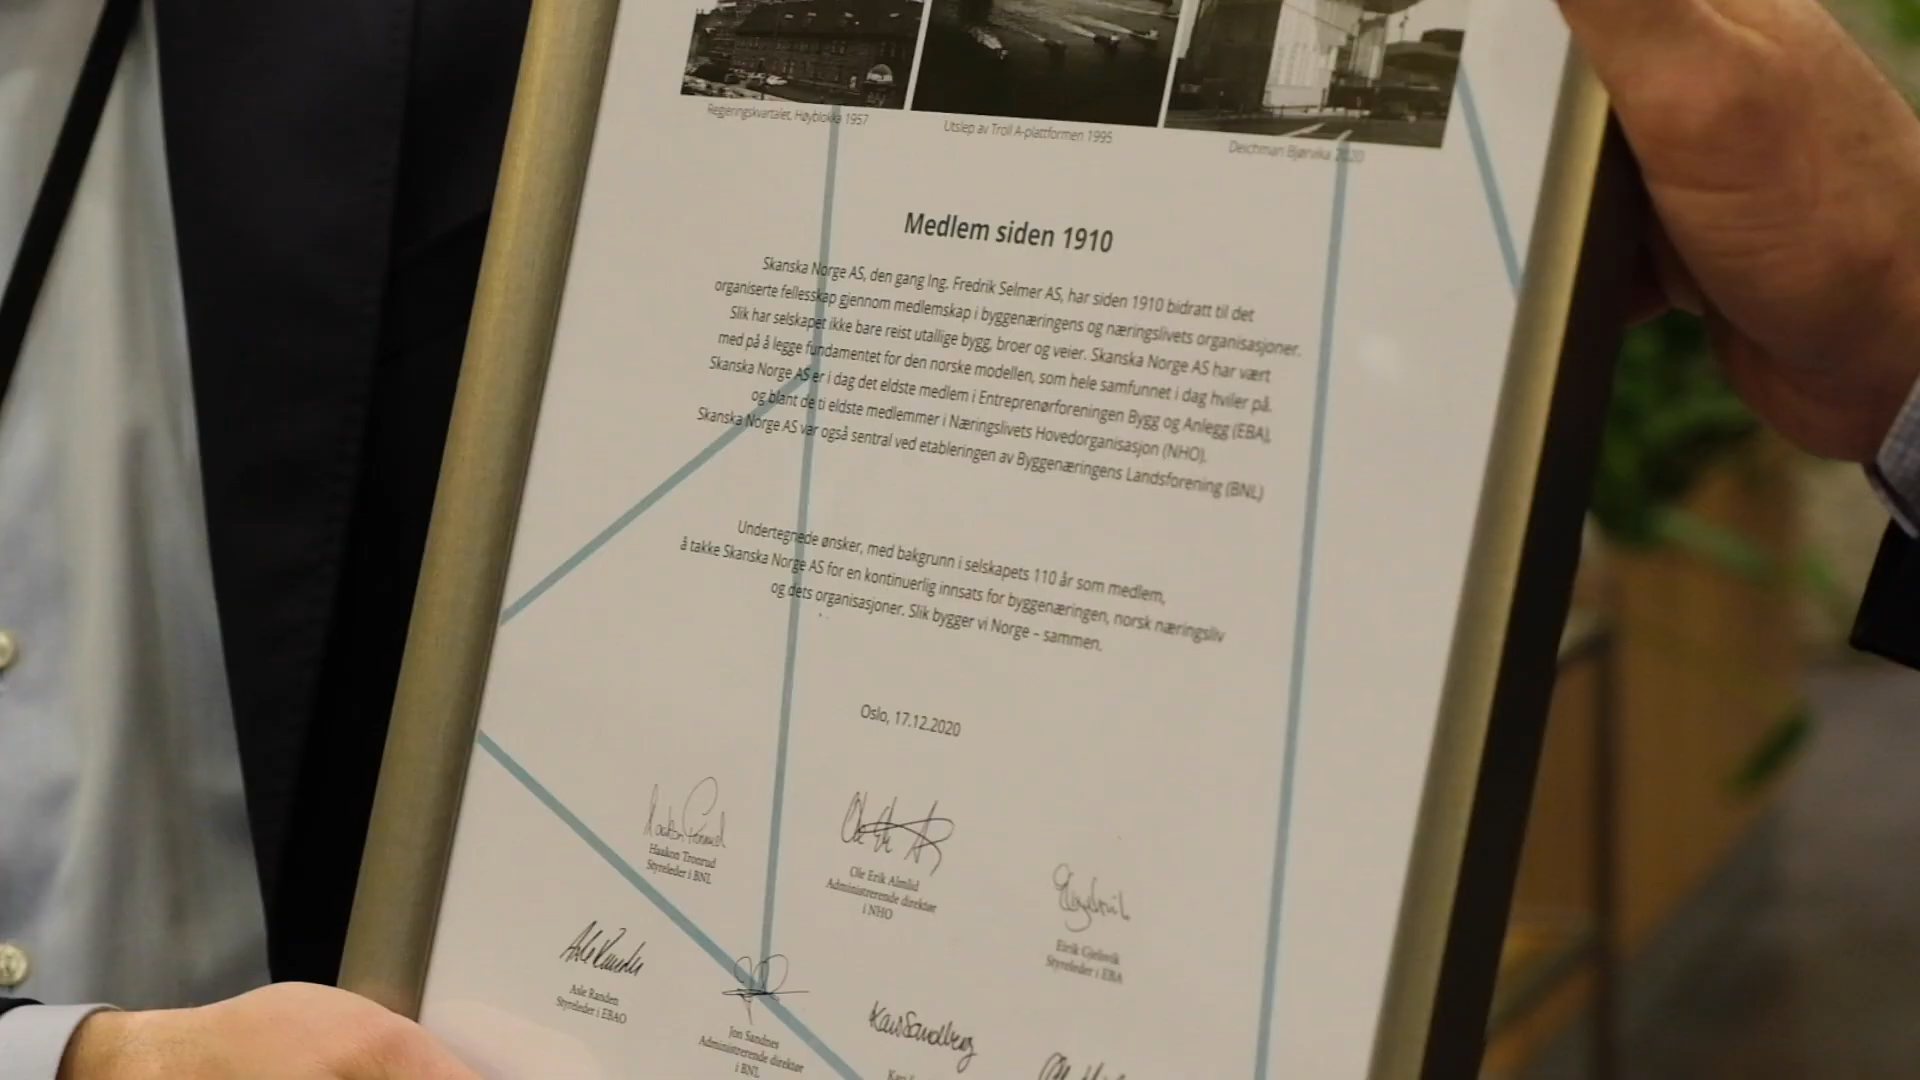 Regjeringskvartalet, Høyblokka 1957
Utslep av Troll A-plattformen 1995
Deichman Bjørvika 2020
Medlem siden 1910
Skanska Norge AS, den gang Ing. Fredrik Selmer AS, har siden 1910 bidratt til det
organiserte fellesskap gjennom medlemskap i byggenæringens og næringslivets organisasjoner.
Slik har selskapet ikke bare reist utallige bygg, broer og veier. Skanska Norge AS har vært
med på å legge fundamentet for den norske modellen, som hele samfunnet i dag hviler på.
Skanska Norge AS er i dag det eldste medlem i Entreprenørforeningen Bygg og Anlegg (EBA),
og blant de ti eldste medlemmer i Næringslivets Hovedorganisasjon (NHO).
Skanska Norge AS var også sentral ved etableringen av Byggenæringens Landsforening (BNL)
Undertegnede ønsker, med bakgrunn i selskapets 110 år som medlem,
å takke Skanska Norge AS for en kontinuerlig innsats for byggenæringen, norsk næringsliv
og dets organisasjoner. Slik bygger vi Norge – sammen.
Oslo, 17.12.2020
Haakon Tronrud
Styreleder i BNL
Ole Erik Almlid
Administrerende direktør
i NHO
Eirik Gjelsvik
Styreleder i EBA
Asle Randen
Styreleder i EBAO
Jon Sandnes
Administrerende direktør
i BNL
Kari Sandberg